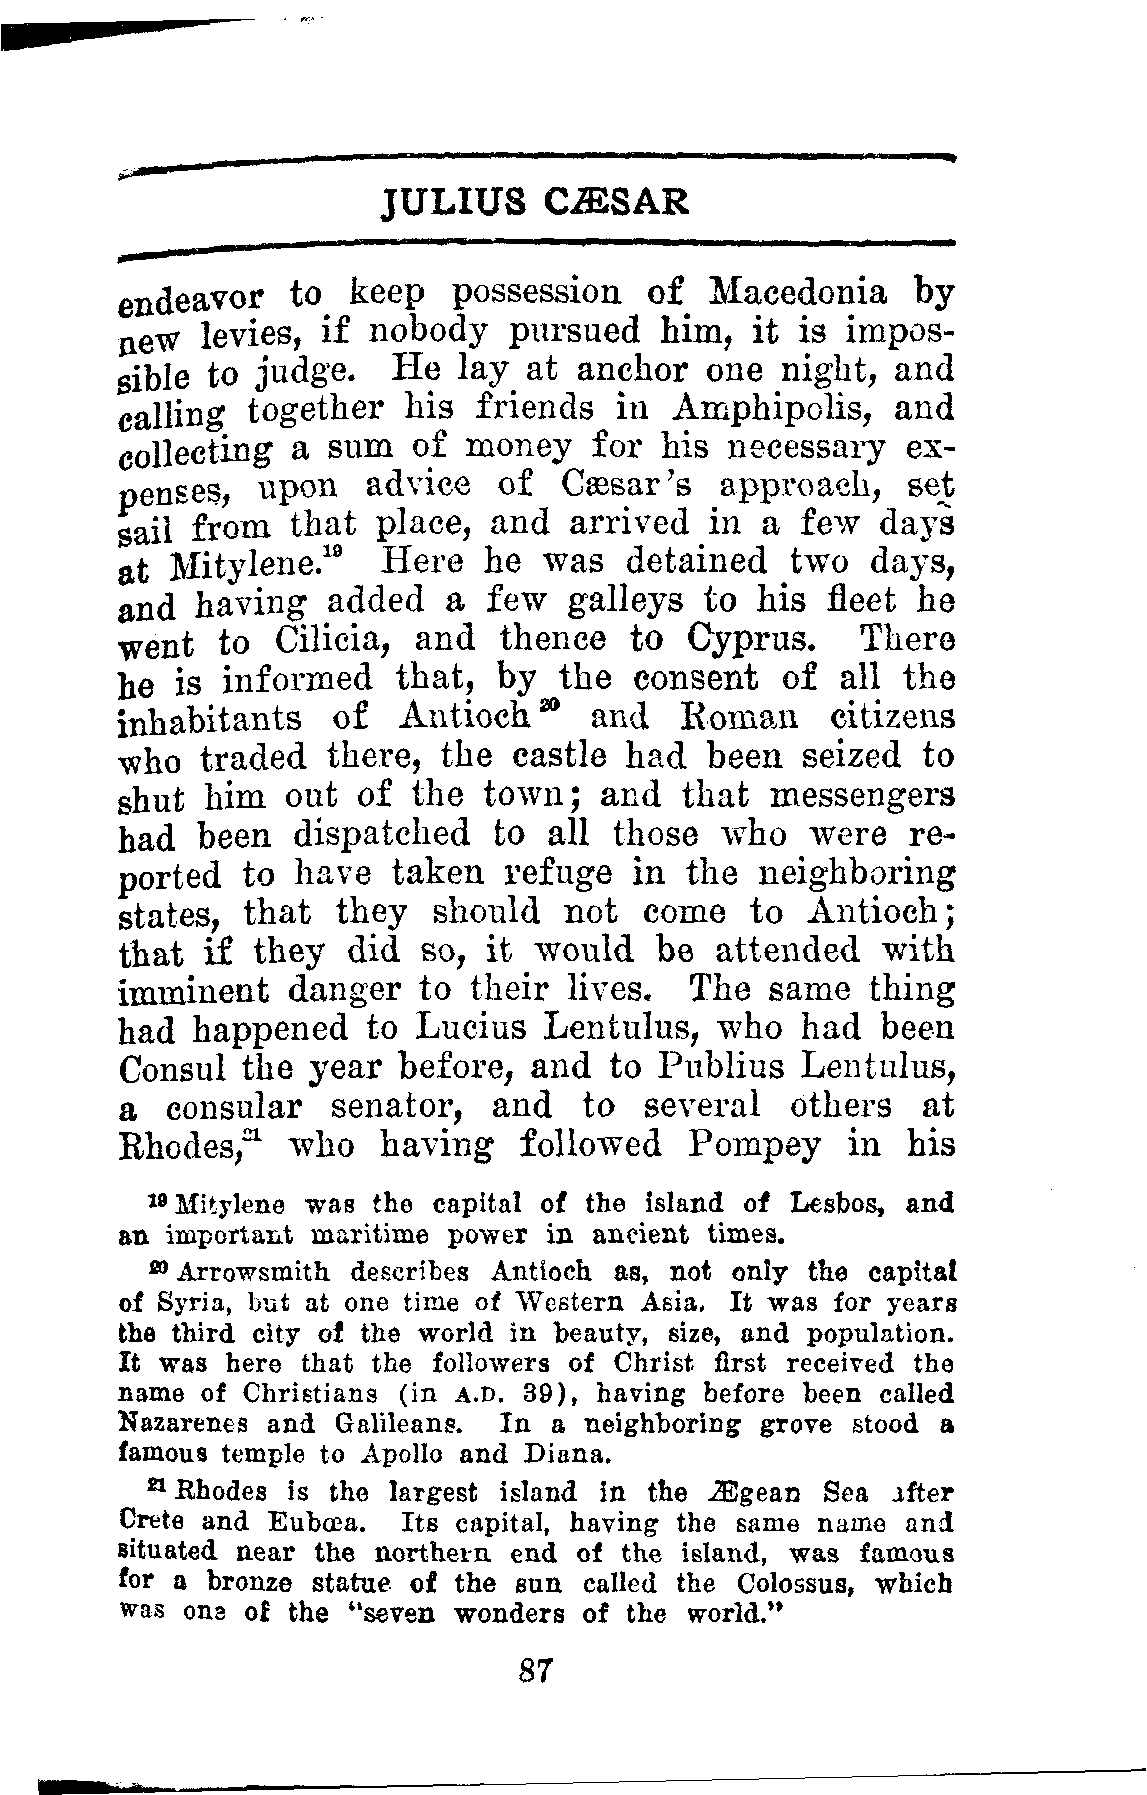 JULIUS CÆSAR
endeavor to keep possession of Macedonia by
new levies, if nobody pursued him, it is impos-
sible to judge. He lay at anchor one night, and
calling together his friends in Amphipolis, and
collecting a sum of money for his necessary ex-
penses, upon advice of Cæsar's approach, set
sail from that place, and arrived in a few days
at Mitylene.¹⁹ Here he was detained two days,
and having added a few galleys to his fleet he
went to Cilicia, and thence to Cyprus. There
he is informed that, by the consent of all the
inhabitants of Antioch²⁰ and Roman citizens
who traded there, the castle had been seized to
shut him out of the town; and that messengers
had been dispatched to all those who were re-
ported to have taken refuge in the neighboring
states, that they should not come to Antioch;
that if they did so, it would be attended with
imminent danger to their lives. The same thing
had happened to Lucius Lentulus, who had been
Consul the year before, and to Publius Lentulus,
a consular senator, and to several others at
Rhodes,²¹ who having followed Pompey in his
¹⁹ Mitylene was the capital of the island of Lesbos, and
an important maritime power in ancient times.
²⁰ Arrowsmith describes Antioch as, not only the capital
of Syria, but at one time of Western Asia. It was for years
the third city of the world in beauty, size, and population.
It was here that the followers of Christ first received the
name of Christians (in A.D. 39), having before been called
Nazarenes and Galileans. In a neighboring grove stood a
famous temple to Apollo and Diana.
²¹ Rhodes is the largest island in the Ægean Sea after
Crete and Eubœa. Its capital, having the same name and
situated near the northern end of the island, was famous
for a bronze statue of the sun called the Colossus, which
was one of the "seven wonders of the world."
87